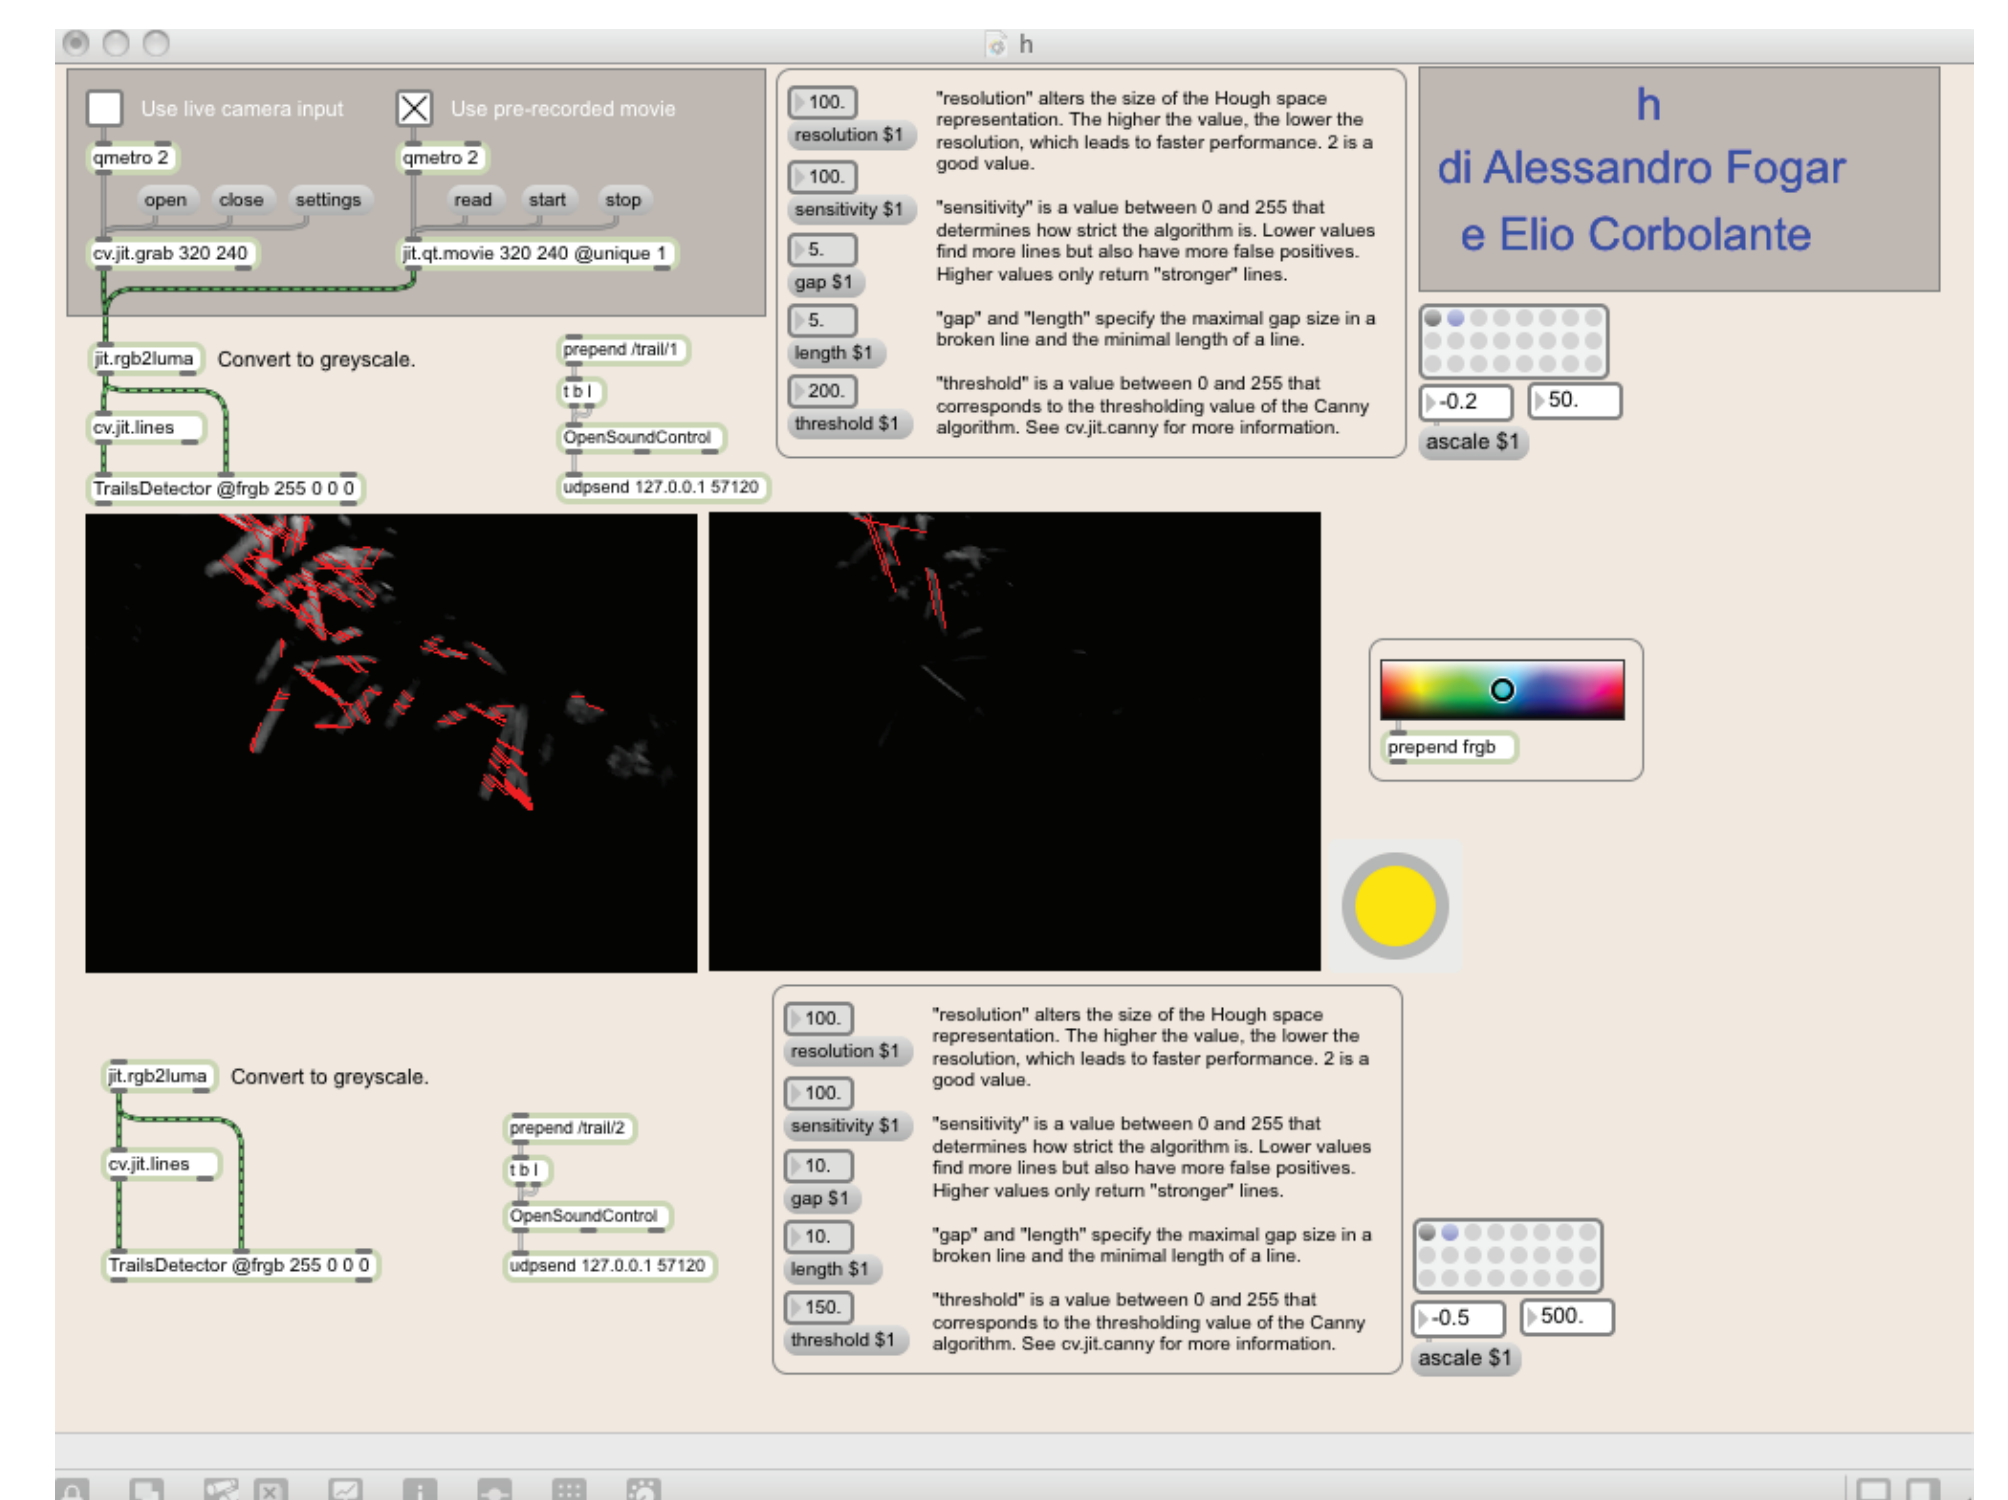 h
Use live camera input
Use pre-recorded movie
qmetro 2
qmetro 2
open
close
settings
read
start
stop
cv.jit.grab 320 240
jit.qt.movie 320 240 @unique 1
jit.rgb2luma
Convert to greyscale.
cv.jit.lines
TrailsDetector @frgb 255 0 0 0
prepend /trail/1
t b l
OpenSoundControl
udpsend 127.0.0.1 57120
100.
resolution $1
100.
sensitivity $1
5.
gap $1
5.
length $1
200.
threshold $1
"resolution" alters the size of the Hough space
representation. The higher the value, the lower the
resolution, which leads to faster performance. 2 is a
good value.
"sensitivity" is a value between 0 and 255 that
determines how strict the algorithm is. Lower values
find more lines but also have more false positives.
Higher values only return "stronger" lines.
"gap" and "length" specify the maximal gap size in a
broken line and the minimal length of a line.
"threshold" is a value between 0 and 255 that
corresponds to the thresholding value of the Canny
algorithm. See cv.jit.canny for more information.
h
di Alessandro Fogar
e Elio Corbolante
-0.2
50.
ascale $1
prepend frgb
jit.rgb2luma
Convert to greyscale.
cv.jit.lines
TrailsDetector @frgb 255 0 0 0
prepend /trail/2
t b l
OpenSoundControl
udpsend 127.0.0.1 57120
100.
resolution $1
100.
sensitivity $1
10.
gap $1
10.
length $1
150.
threshold $1
"resolution" alters the size of the Hough space
representation. The higher the value, the lower the
resolution, which leads to faster performance. 2 is a
good value.
"sensitivity" is a value between 0 and 255 that
determines how strict the algorithm is. Lower values
find more lines but also have more false positives.
Higher values only return "stronger" lines.
"gap" and "length" specify the maximal gap size in a
broken line and the minimal length of a line.
"threshold" is a value between 0 and 255 that
corresponds to the thresholding value of the Canny
algorithm. See cv.jit.canny for more information.
-0.5
500.
ascale $1